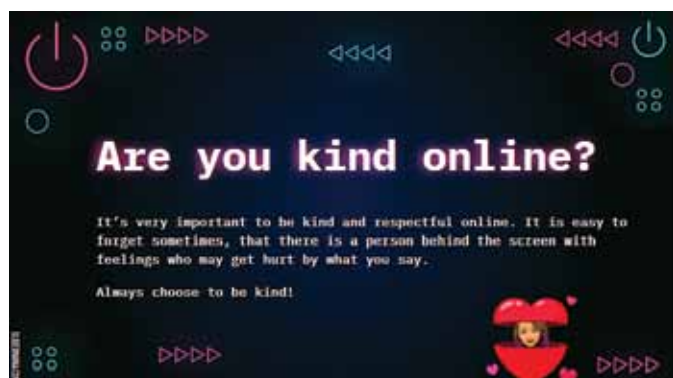 Are you kind online?
It's very important to be kind and respectful online. It is easy to
forget sometimes, that there is a person behind the screen with
feelings who may get hurt by what you say.
Always choose to be kind!